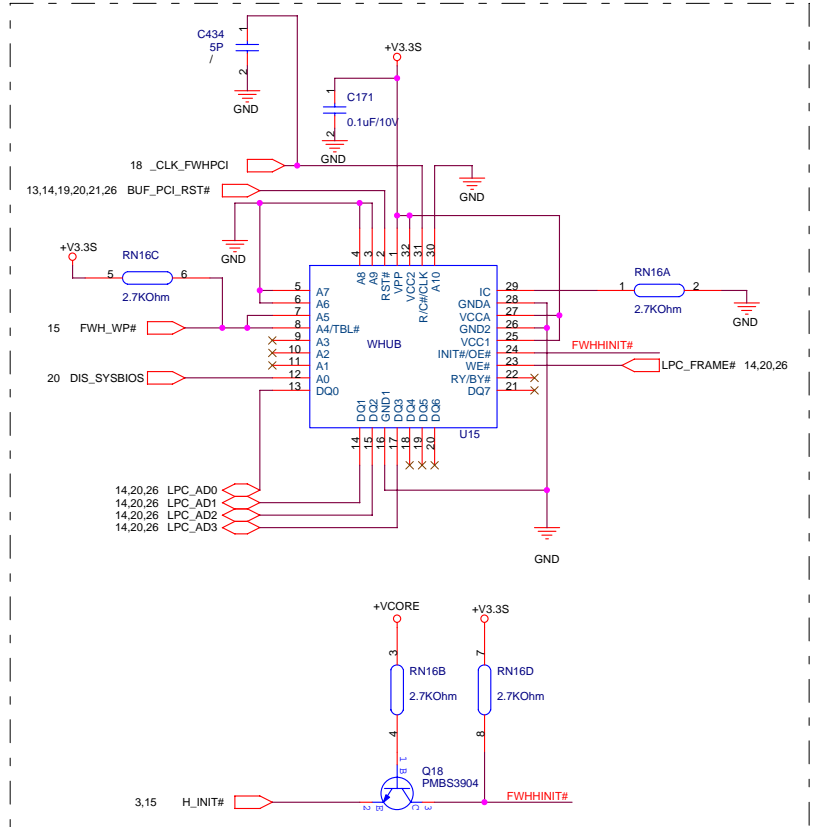 C434
5P
/
1
2
GND
+V3.3S
1
C171
0.1uF/10V
2
GND
18 _CLK_FWHPCI
13,14,19,20,21,26 BUF_PCI_RST#
GND
GND
+V3.3S
RN16C
5 6
2.7KOhm
15 FWH_WP#
20 DIS_SYSBIOS
4 3 2 1 32 31 30
A8 A9 RST# VPP VCC2 R/C#/CLK A10
5 A7
6 A6
7 A5
8 A4/TBL#
9 A3
10 A2
11 A1
12 A0
13 DQ0
WHUB
IC 29
GNDA 28
VCCA 27
GND2 26
VCC1 25
INIT#/OE# 24
WE# 23
RY/BY# 22
DQ7 21
DQ1 DQ2 GND1 DQ3 DQ4 DQ5 DQ6
14 15 16 17 18 19 20
U15
RN16A
1 2
2.7KOhm
GND
FWHHINIT#
LPC_FRAME# 14,20,26
14,20,26 LPC_AD0
14,20,26 LPC_AD1
14,20,26 LPC_AD2
14,20,26 LPC_AD3
GND
+VCORE
+V3.3S
3
RN16B
2.7KOhm
4
7
RN16D
2.7KOhm
8
Q18
PMBS3904
1 B
2 E
C 3
3,15 H_INIT#
FWHHINIT#